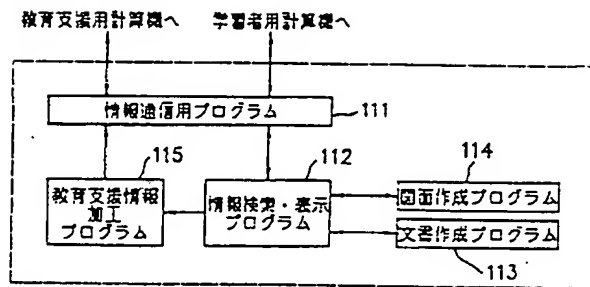 教育支援用計算機へ 学習者用計算機へ
情報通信用プログラム
111
115
112
114
教育支援情報
加工
プログラム
情報検索・表示
プログラム
図面作成プログラム
文書作成プログラム
113